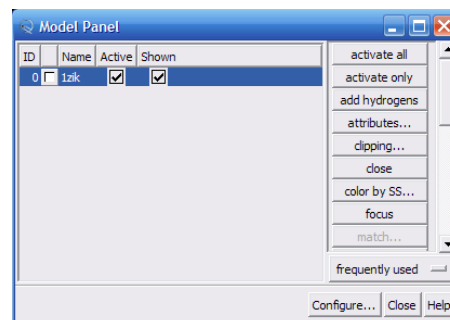 Model Panel
ID Name Active Shown
0 1zik
activate all
activate only
add hydrogens
attributes...
clipping...
close
color by SS...
focus
match...
frequently used
Configure... Close Help